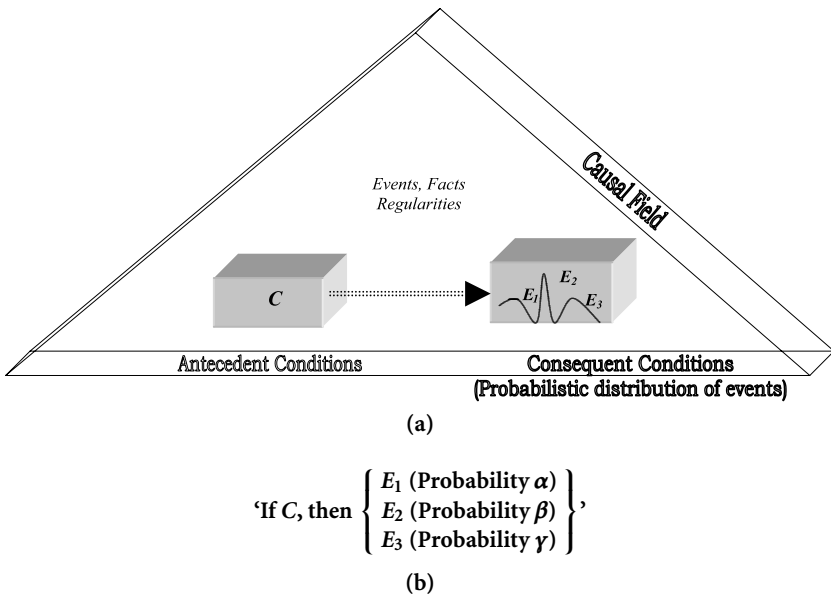 Causal Field
Events, Facts
Regularities
C
E1
E2
E3
Antecedent Conditions
Consequent Conditions
(Probabilistic distribution of events)
(a)
‘If C, then { E1 (Probability α)
E2 (Probability β)
E3 (Probability γ) }’
(b)